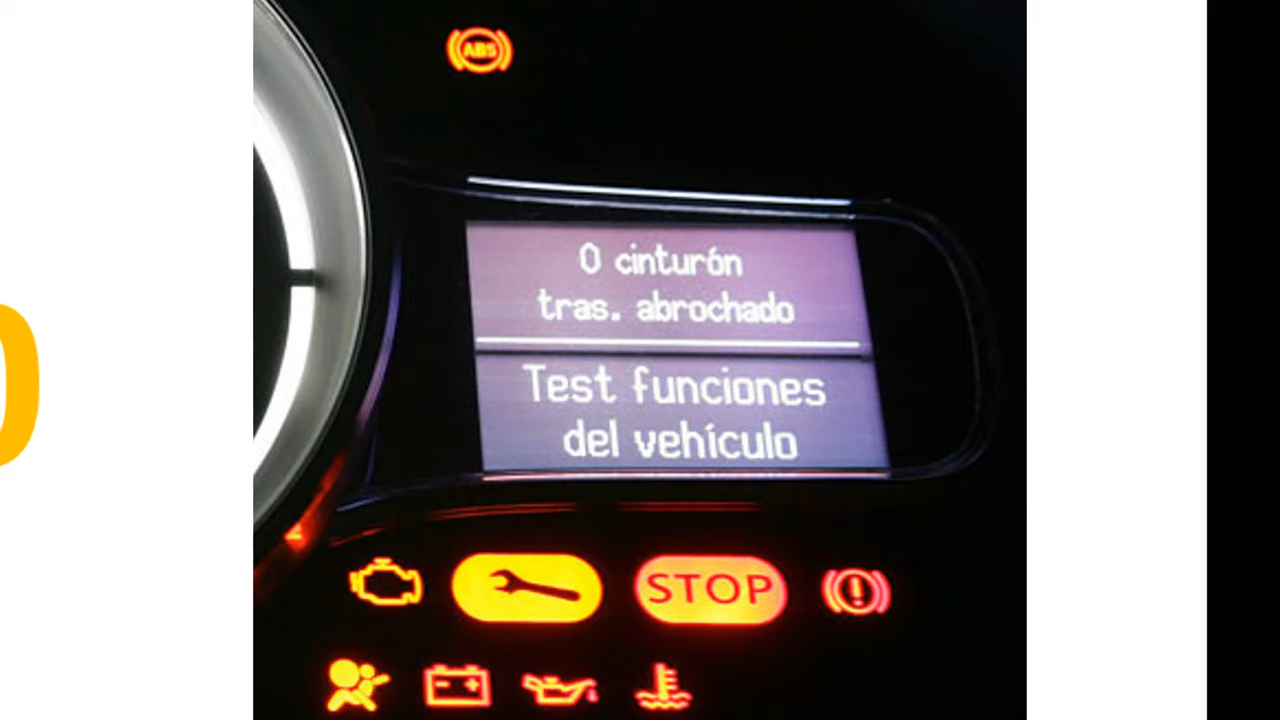 ABS
0 cinturón
tras. abrochado
Test funciones
del vehículo
STOP